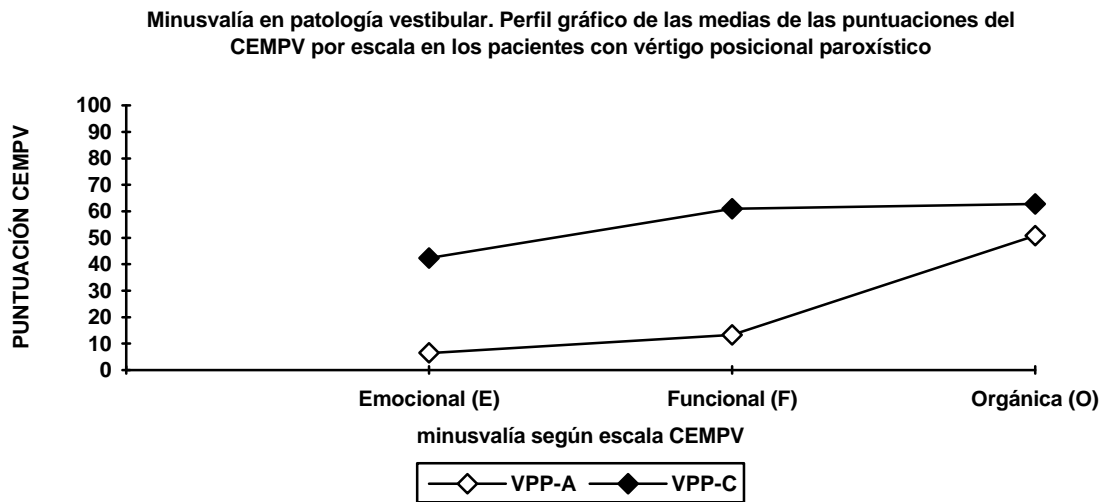 Minusvalía en patología vestibular. Perfil gráfico de las medias de las puntuaciones del
CEMPV por escala en los pacientes con vértigo posicional paroxístico
PUNTUACIÓN CEMPV
100
90
80
70
60
50
40
30
20
10
0
Emocional (E)
Funcional (F)
Orgánica (O)
minusvalía según escala CEMPV
VPP-A
VPP-C